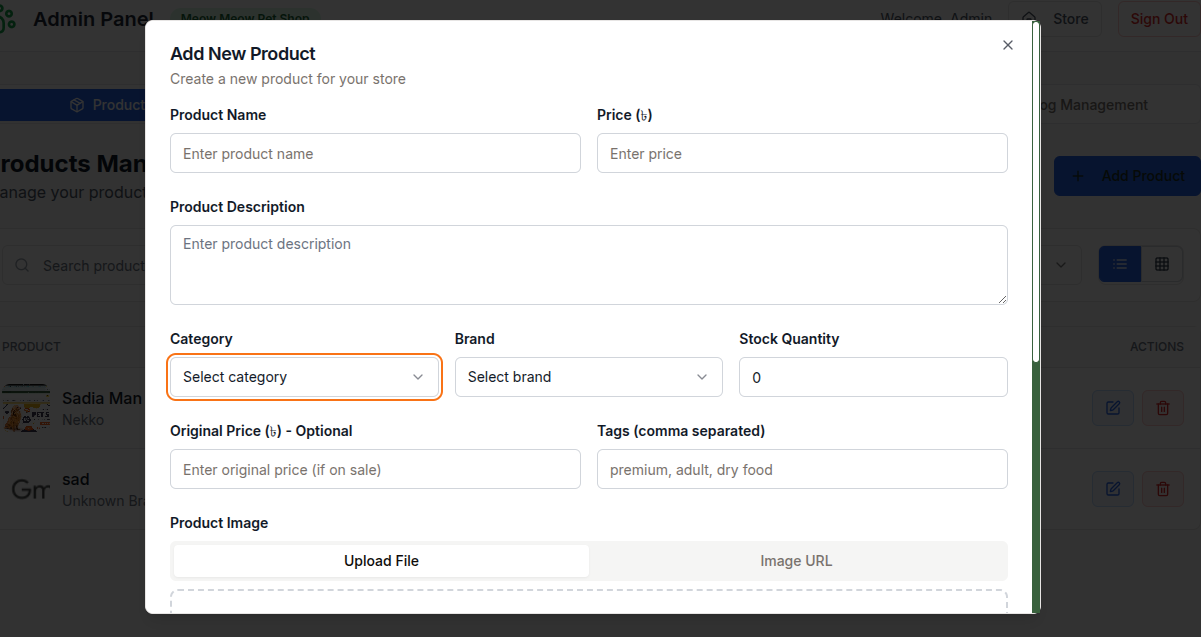 Admin Panel
Meow Meow Pet Shop
Welcome, Admin
Store
Sign Out
Add New Product
Create a new product for your store
Product
og Management
Product Name
Price (৳)
Enter product name
Enter price
roducts Man
anage your product
Add Product
Product Description
Enter product description
Search product
Category
Brand
Stock Quantity
PRODUCT
ACTIONS
Select category
Select brand
0
Sadia Man
Nekko
Original Price (৳) - Optional
Tags (comma separated)
Enter original price (if on sale)
premium, adult, dry food
Gm
sad
Unknown Bra
Product Image
Upload File
Image URL